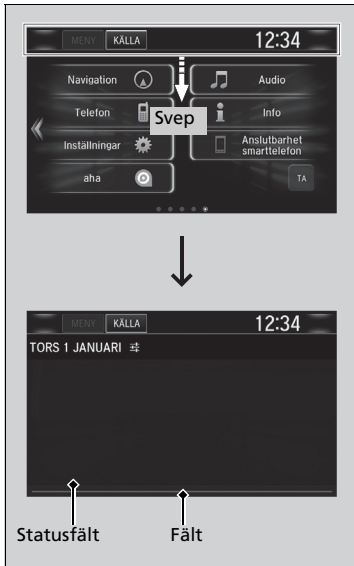 MENY KÄLLA 12:34
Navigation Audio
Telefon Info
Svep
Inställningar Anslutbarhet
smarttelefon
aha TA
MENY KÄLLA 12:34
TORS 1 JANUARI
Statusfält Fält